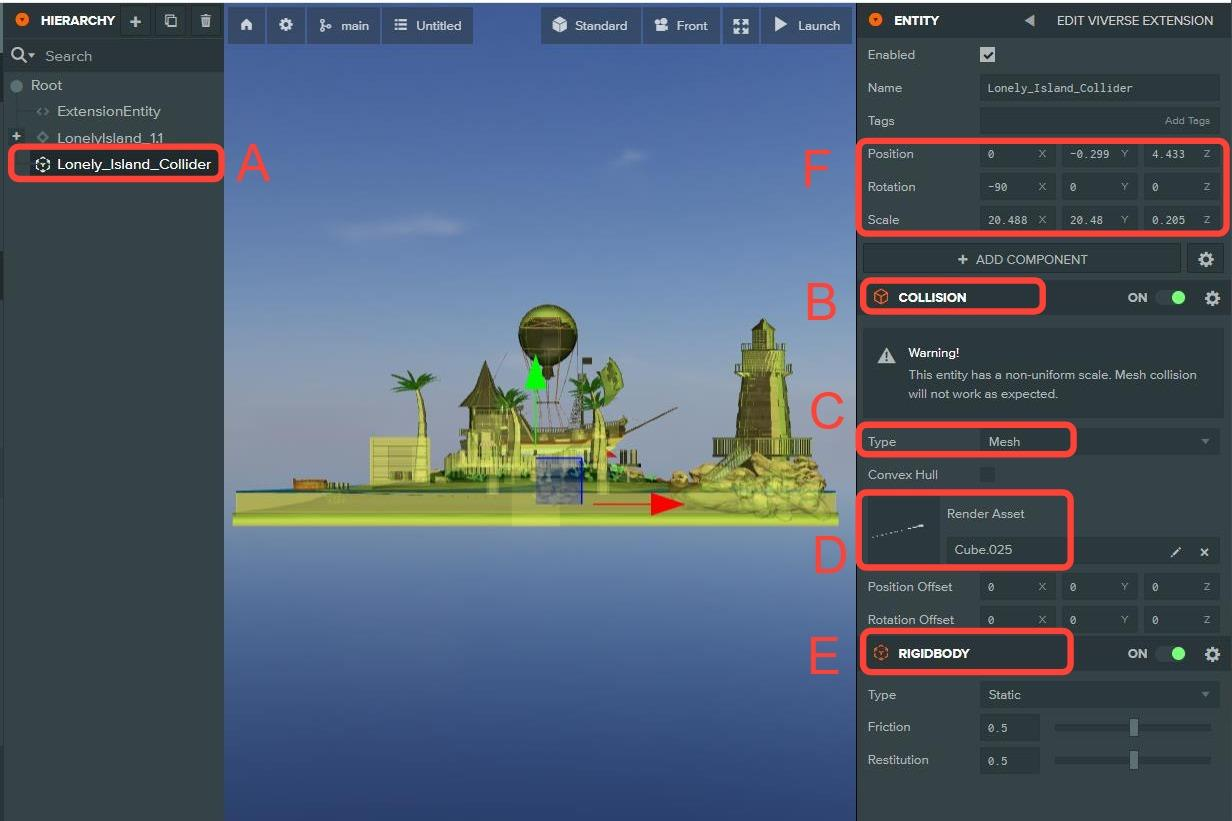 HIERARCHY
main
Untitled
Standard
Front
Launch
ENTITY
EDIT VIVERSE EXTENSION
Search
Root
ExtensionEntity
LonelyIsland_1.1
Lonely_Island_Collider
A
Enabled
Name Lonely_Island_Collider
Tags Add Tags
F
Position 0 X -0.299 Y 4.433 Z
Rotation -90 X 0 Y 0 Z
Scale 20.488 X 20.48 Y 0.205 Z
+ ADD COMPONENT
B
COLLISION ON
Warning!
This entity has a non-uniform scale. Mesh collision
will not work as expected.
C
Type Mesh
Convex Hull
D
Render Asset
Cube.025
Position Offset 0 X 0 Y 0 Z
Rotation Offset 0 X 0 Y 0 Z
E
RIGIDBODY ON
Type Static
Friction 0.5
Restitution 0.5